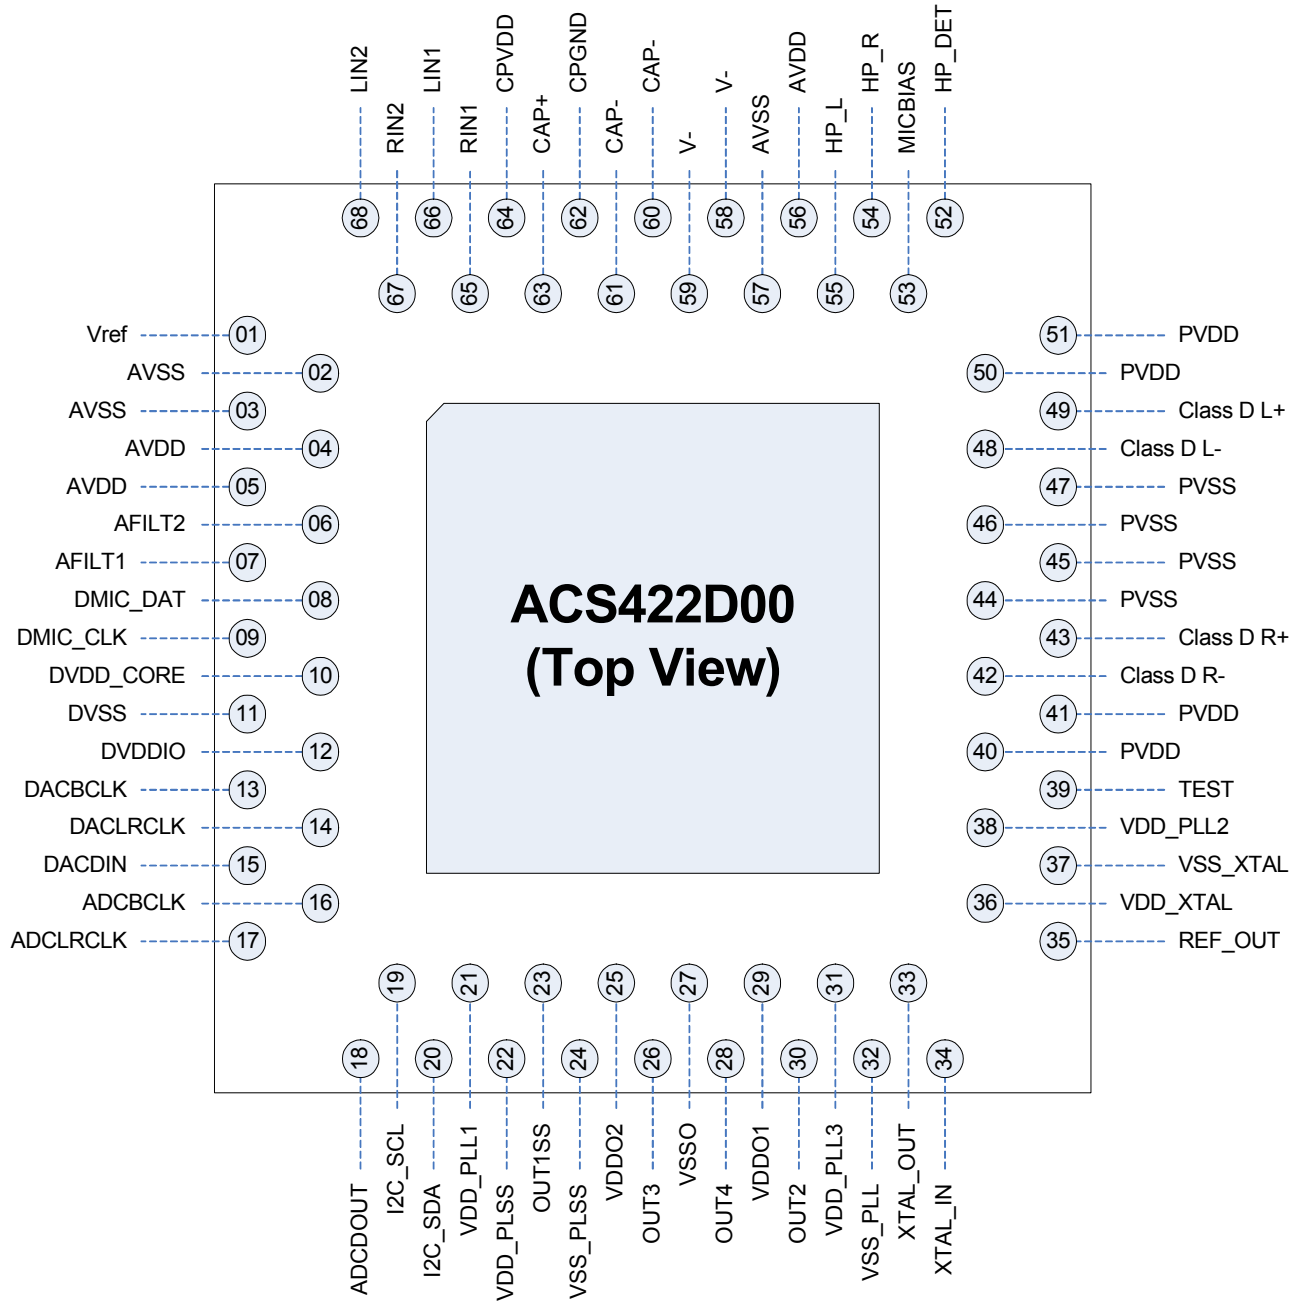 LIN2
RIN2
LIN1
RIN1
CPVDD
CAP+
CPGND
CAP-
CAP-
V-
V-
AVSS
AVDD
HP_L
HP_R
MICBIAS
HP_DET
68
67
66
65
64
63
62
61
60
59
58
57
56
55
54
53
52
Vref 01
AVSS 02
AVSS 03
AVDD 04
AVDD 05
AFILT2 06
AFILT1 07
DMIC_DAT 08
DMIC_CLK 09
DVDD_CORE 10
DVSS 11
DVDDIO 12
DACBCLK 13
DACLRCLK 14
DACDIN 15
ADCBCLK 16
ADCLRCLK 17
ACS422D00
(Top View)
51 PVDD
50 PVDD
49 Class D L+
48 Class D L-
47 PVSS
46 PVSS
45 PVSS
44 PVSS
43 Class D R+
42 Class D R-
41 PVDD
40 PVDD
39 TEST
38 VDD_PLL2
37 VSS_XTAL
36 VDD_XTAL
35 REF_OUT
18
19
20
21
22
23
24
25
26
27
28
29
30
31
32
33
34
ADCDOUT
I2C_SCL
I2C_SDA
VDD_PLL1
VDD_PLSS
OUT1SS
VSS_PLSS
VDDO2
OUT3
VSSO
OUT4
VDDO1
OUT2
VDD_PLL3
VSS_PLL
XTAL_OUT
XTAL_IN